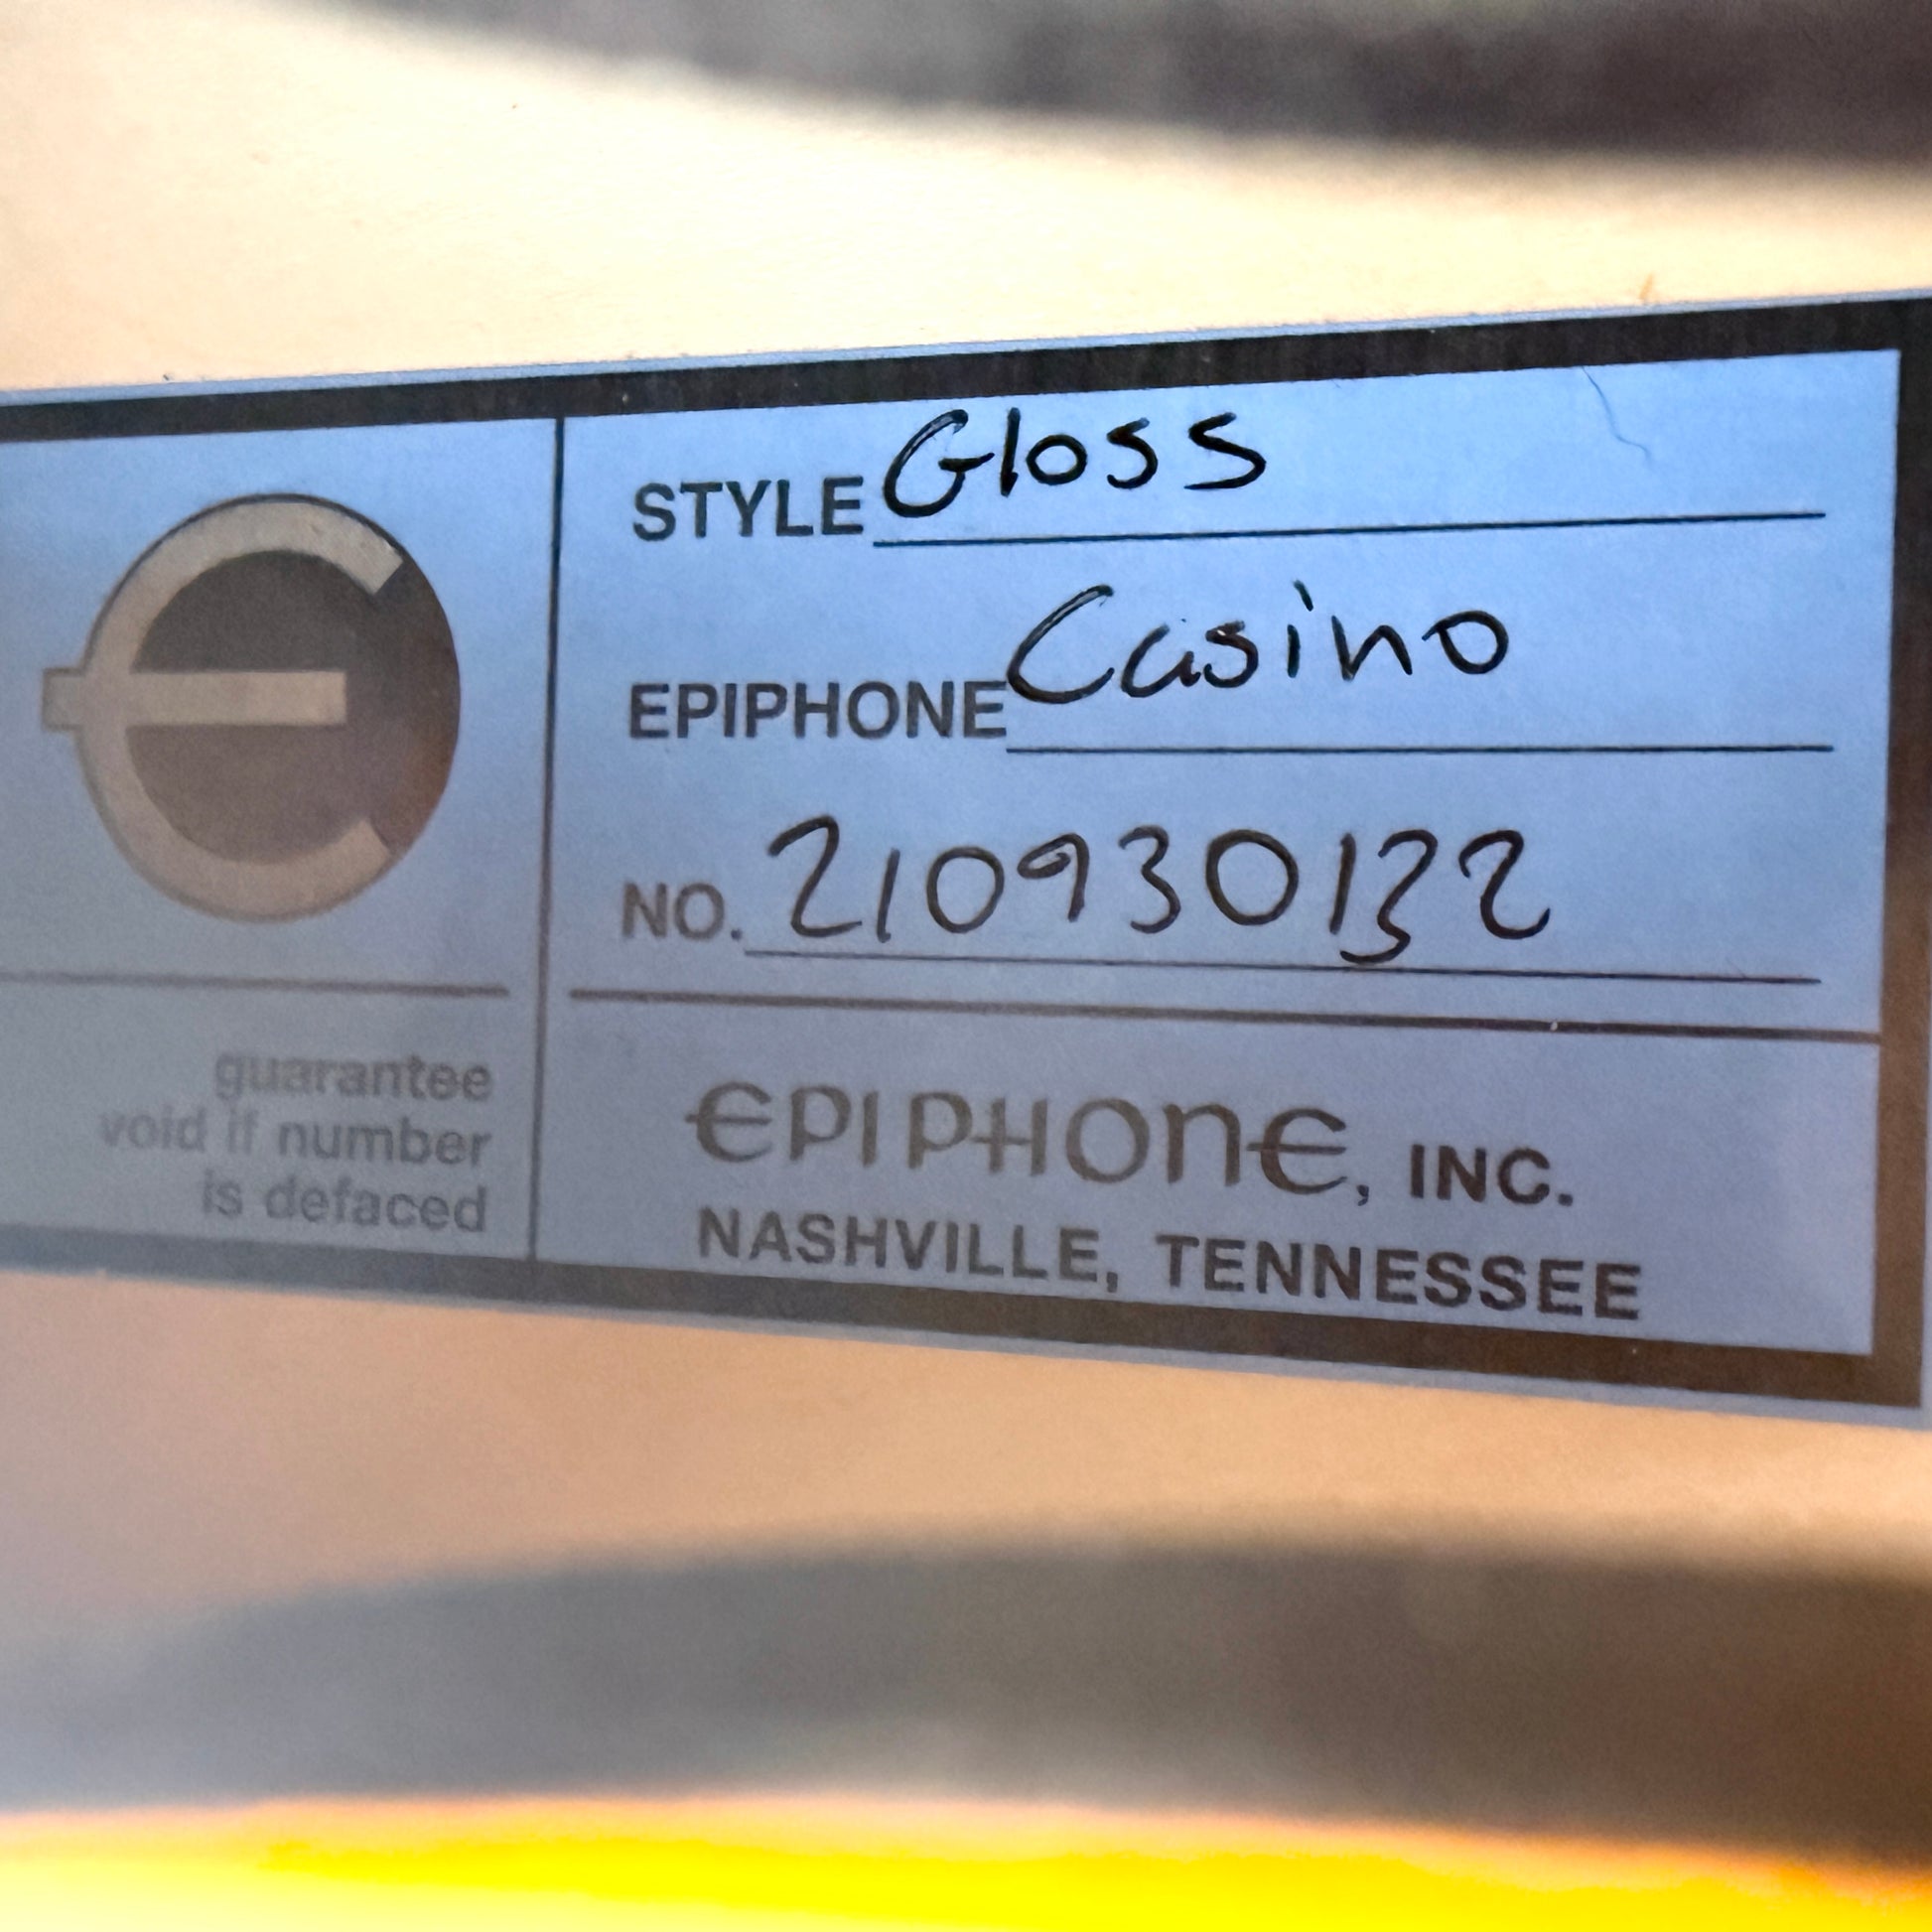 STYLE Gloss
EPIPHONE Casino
NO. 210930132
guarantee
void if number
is defaced
EPIPHONE, INC.
NASHVILLE, TENNESSEE